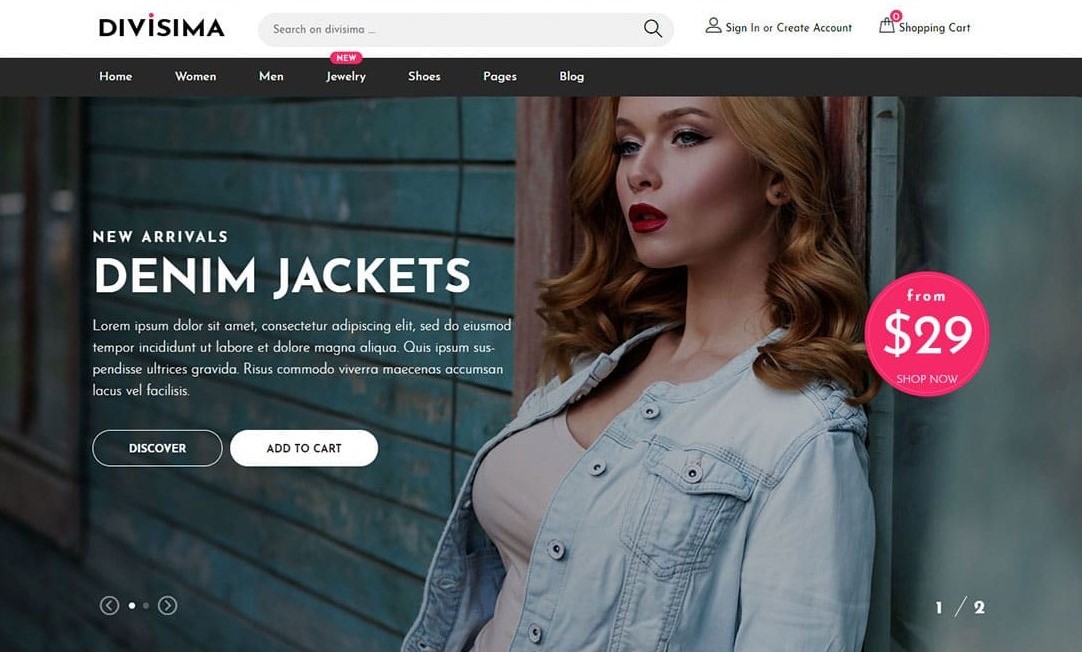 DIVISIMA
Search on divisima ....
Sign In or Create Account
0
Shopping Cart
NEW
Home Women Men Jewelry Shoes Pages Blog
NEW ARRIVALS
DENIM JACKETS
Lorem ipsum dolor sit amet, consectetur adipiscing elit, sed do eiusmod
tempor incididunt ut labore et dolore magna aliqua. Quis ipsum sus-
pendisse ultrices gravida. Risus commodo viverra maecenas accumsan
lacus vel facilisis.
DISCOVER ADD TO CART
from
$29
SHOP NOW
1 / 2